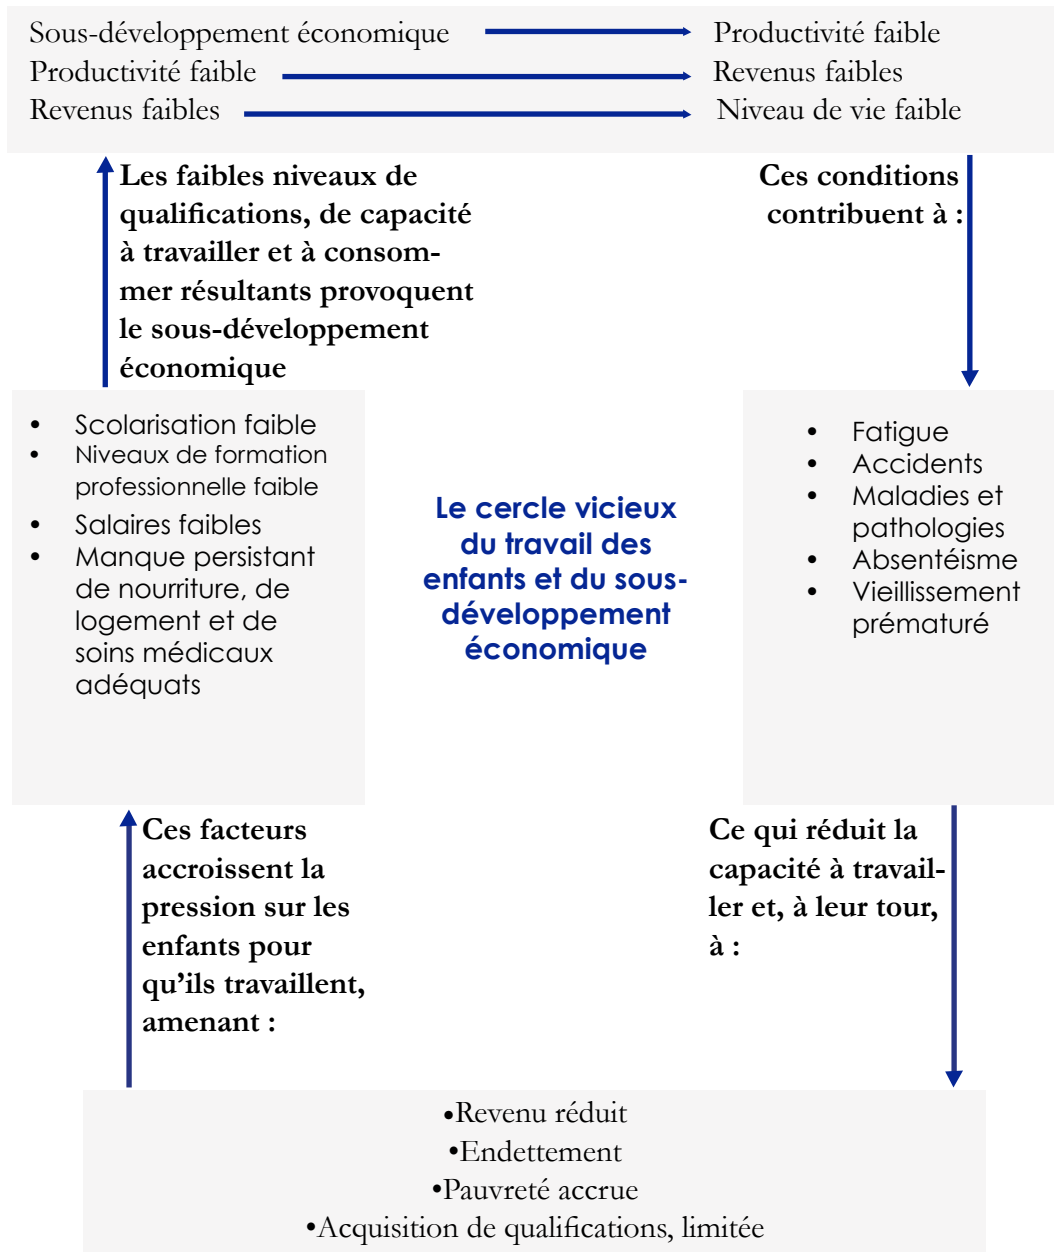 Sous-développement économique
Productivité faible
Productivité faible
Revenus faibles
Revenus faibles
Niveau de vie faible
Les faibles niveaux de
qualifications, de capacité
à travailler et à consom-
mer résultants provoquent
le sous-développement
économique
Ces conditions
contribuent à :
• Scolarisation faible
• Niveaux de formation
professionnelle faible
• Salaires faibles
• Manque persistant
de nourriture, de
logement et de
soins médicaux
adéquats
Le cercle vicieux
du travail des
enfants et du sous-
développement
économique
• Fatigue
• Accidents
• Maladies et
pathologies
• Absentéisme
• Vieillissement
prématuré
Ces facteurs
accroissent la
pression sur les
enfants pour
qu’ils travaillent,
amenant :
Ce qui réduit la
capacité à travail-
ler et, à leur tour,
à :
•Revenu réduit
•Endettement
•Pauvreté accrue
•Acquisition de qualifications, limitée